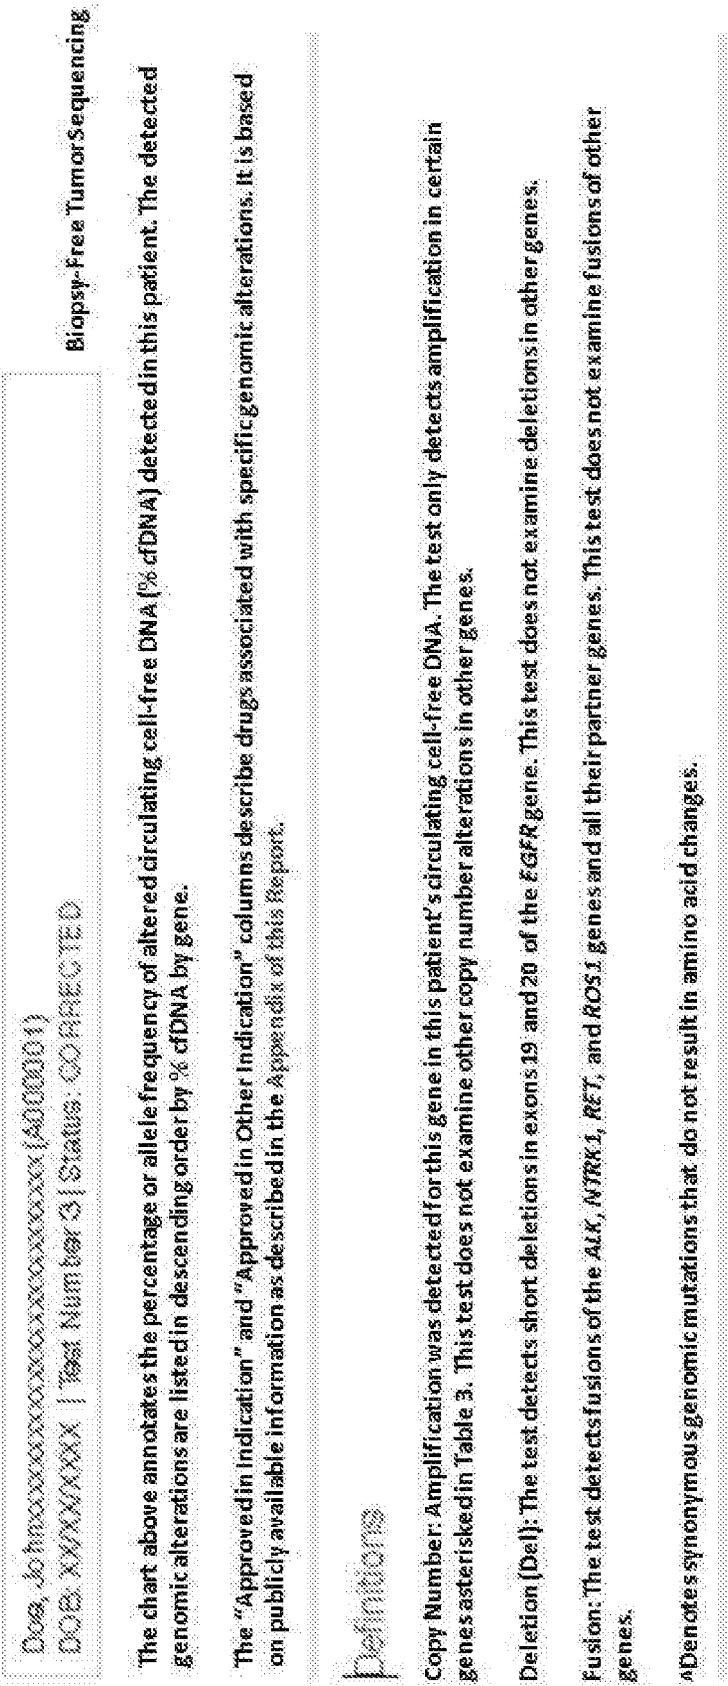 Doe, Johnxxxxxxxxxxxxxxxxxxxxxxxxxx (A0000001)
DOB: XX/XX/XXXX | Test Number 3 | Status: CORRECTED
Biopsy-Free Tumor Sequencing
The chart above annotates the percentage or allele frequency of altered circulating cell-free DNA (% cfDNA) detected in this patient. The detected
genomic alterations are listed in descending order by % cfDNA by gene.
The "Approved in Indication" and "Approved in Other Indication" columns describe drugs associated with specific genomic alterations. It is based
on publicly available information as described in the Appendix of this Report.
Definitions
Copy Number: Amplification was detected for this gene in this patient's circulating cell-free DNA. The test only detects amplification in certain
genes asterisked in Table 3. This test does not examine other copy number alterations in other genes.
Deletion (Del): The test detects short deletions in exons 19 and 20 of the EGFR gene. This test does not examine deletions in other genes.
Fusion: The test detects fusions of the ALK, NTRK1, RET, and ROS1 genes and all their partner genes. This test does not examine fusions of other
genes.
^Denotes synonymous genomic mutations that do not result in amino acid changes.